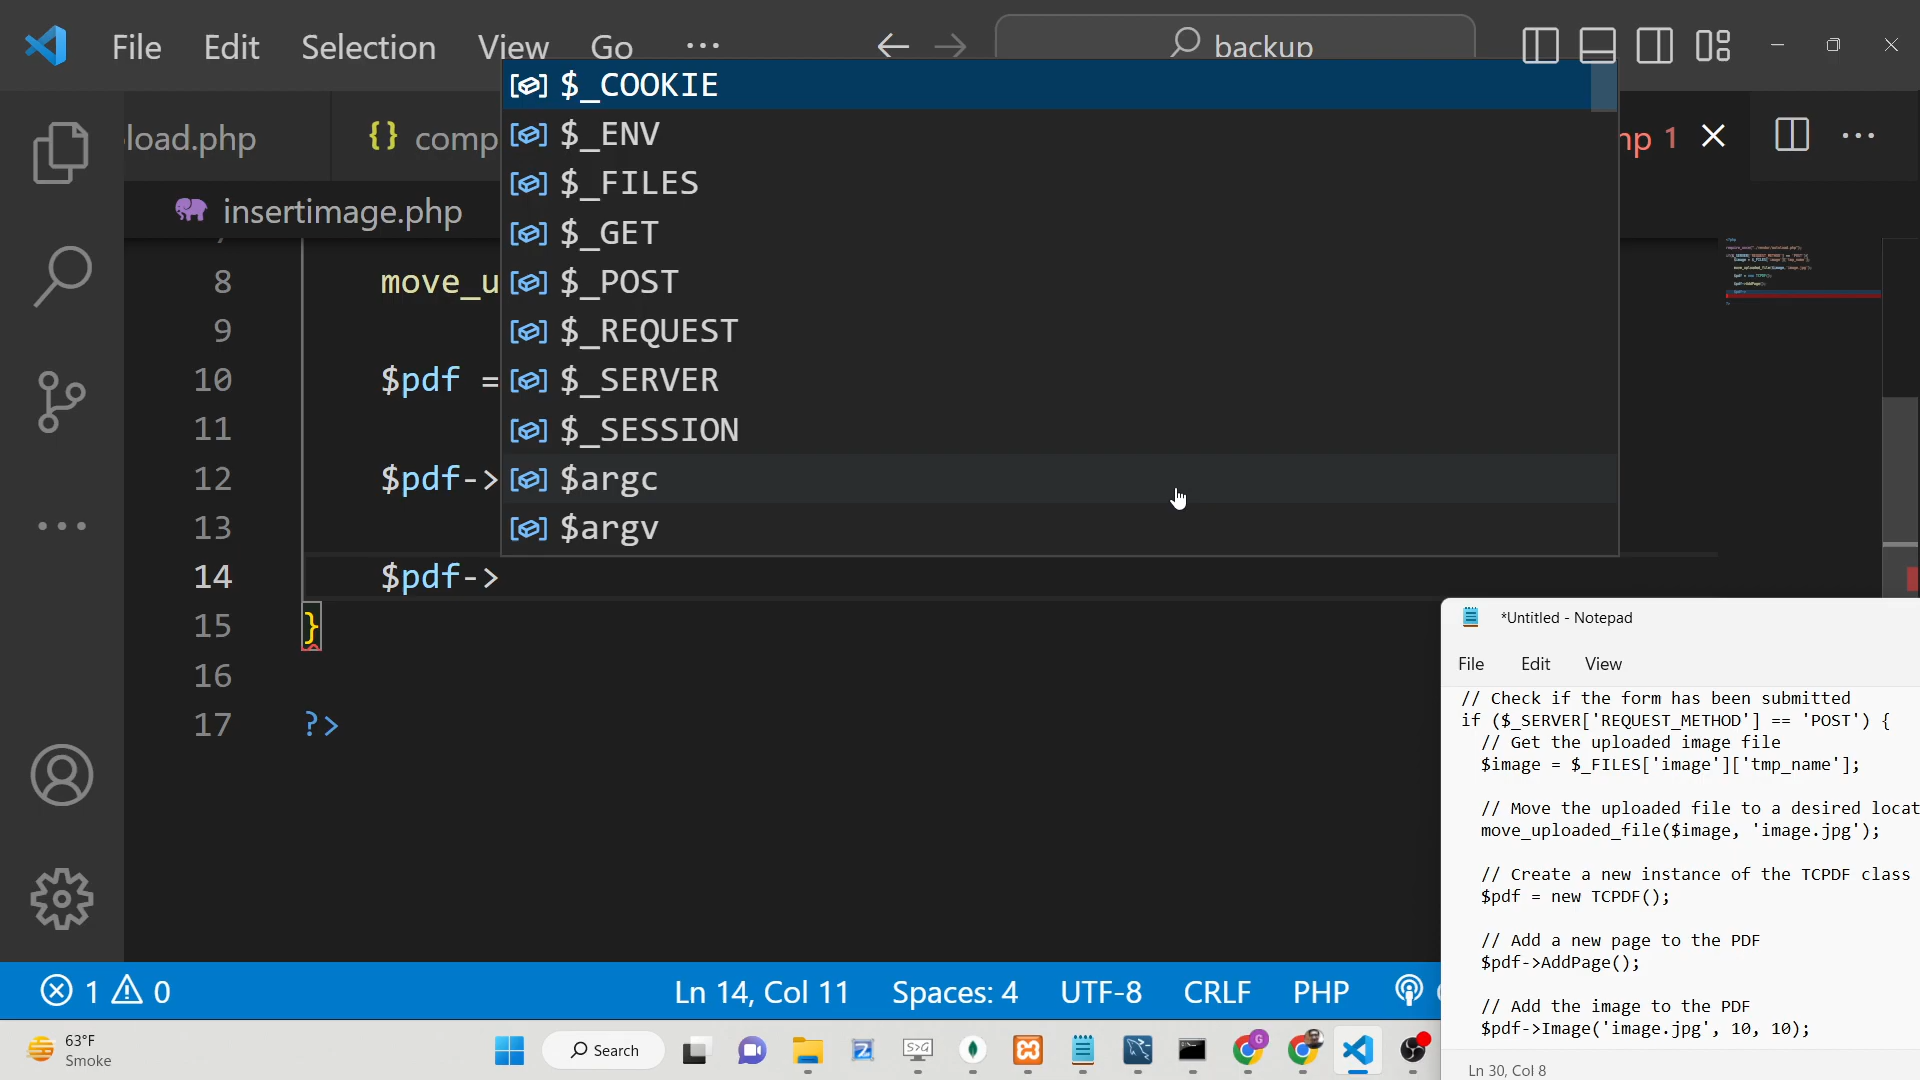 File Edit Selection View Go ··· backup
load.php {} comp hp 1
insertimage.php
$_COOKIE
$_ENV
$_FILES
$_GET
$_POST
$_REQUEST
$_SERVER
$_SESSION
$argc
$argv
8 move_u
9
10 $pdf =
11
12 $pdf->
13
14 $pdf->
15 }
16
17 ?>
*Untitled - Notepad
File Edit View
// Check if the form has been submitted
if ($_SERVER['REQUEST_METHOD'] == 'POST') {
// Get the uploaded image file
$image = $_FILES['image']['tmp_name'];
// Move the uploaded file to a desired locat
move_uploaded_file($image, 'image.jpg');
// Create a new instance of the TCPDF class
$pdf = new TCPDF();
// Add a new page to the PDF
$pdf->AddPage();
// Add the image to the PDF
$pdf->Image('image.jpg', 10, 10);
Ln 30, Col 8
1 0 Ln 14, Col 11 Spaces: 4 UTF-8 CRLF PHP
63°F
Smoke
Search